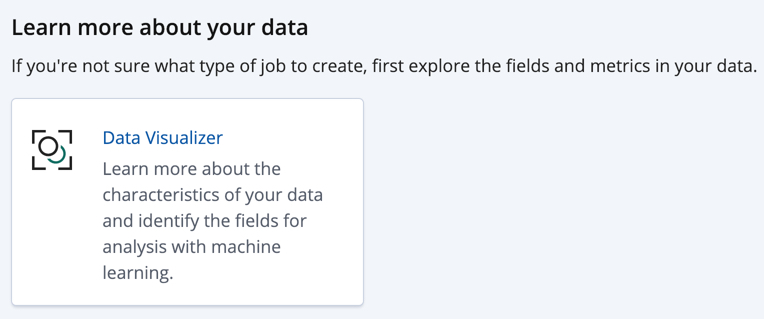 Learn more about your data
If you're not sure what type of job to create, first explore the fields and metrics in your data.
Data Visualizer
Learn more about the
characteristics of your data
and identify the fields for
analysis with machine
learning.